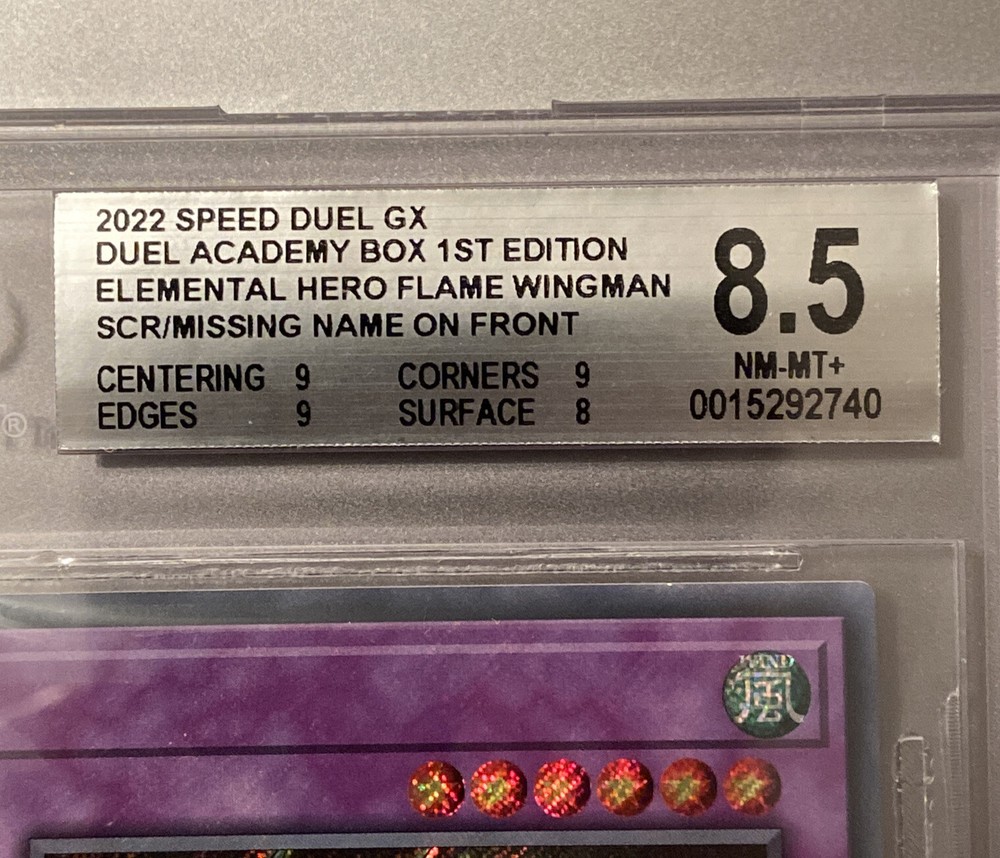 2022 SPEED DUEL GX
DUEL ACADEMY BOX 1ST EDITION
ELEMENTAL HERO FLAME WINGMAN
SCR/MISSING NAME ON FRONT
CENTERING 9 CORNERS 9
EDGES 9 SURFACE 8
8.5
NM-MT+
0015292740
®
WIND
風